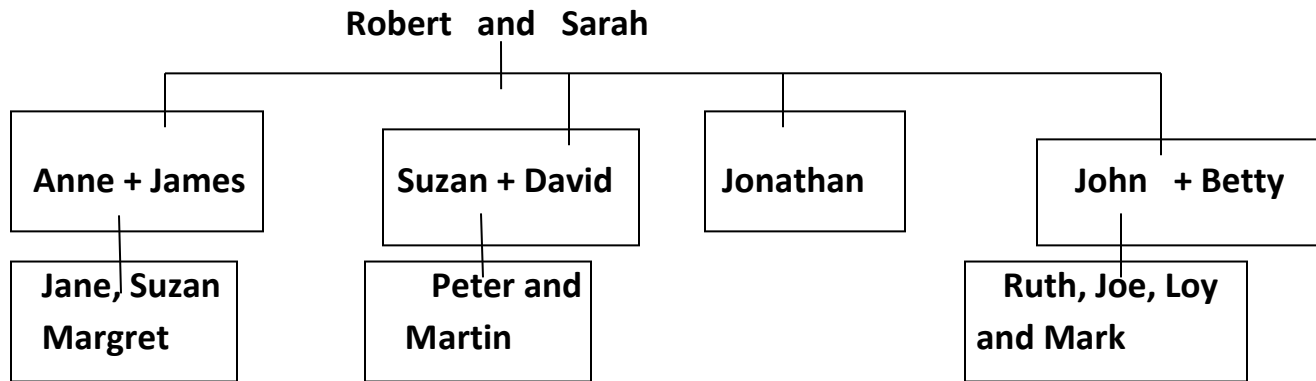 Robert and Sarah
Anne + James
Suzan + David
Jonathan
John + Betty
Jane, Suzan
Margret
Peter and
Martin
Ruth, Joe, Loy
and Mark